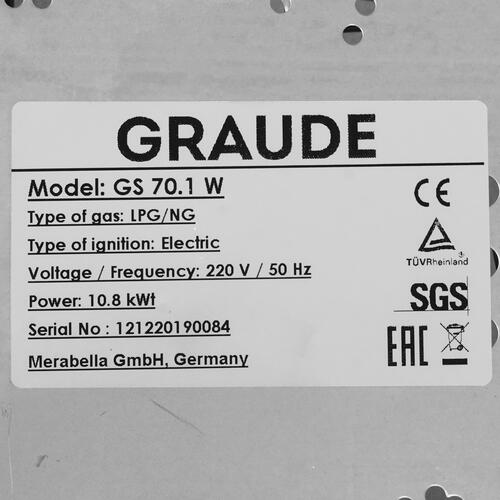 GRAUDE
Model: GS 70.1 W
Type of gas: LPG/NG
Type of ignition: Electric
Voltage / Frequency: 220 V / 50 Hz
Power: 10.8 kWt
Serial No : 121220190084
Merabella GmbH, Germany
CE
TÜVRheinland
SGS
EAC